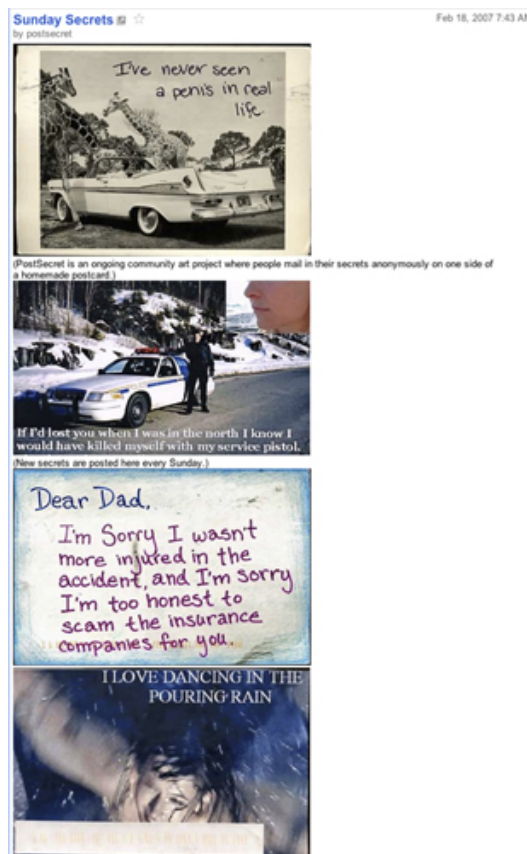 Sunday Secrets
Feb 18, 2007 7:43 AM
by postsecret
I've never seen
a penis in real
life.
(PostSecret is an ongoing community art project where people mail in their secrets anonymously on one side of
a homemade postcard.)
If I'd lost you when I was in the north I know I
would have killed myself with my service pistol.
(New secrets are posted here every Sunday.)
Dear Dad,
I'm Sorry I wasn't
more injured in the
accident, and I'm sorry
I'm too honest to
scam the insurance
companies for you.
I LOVE DANCING IN THE
POURING RAIN